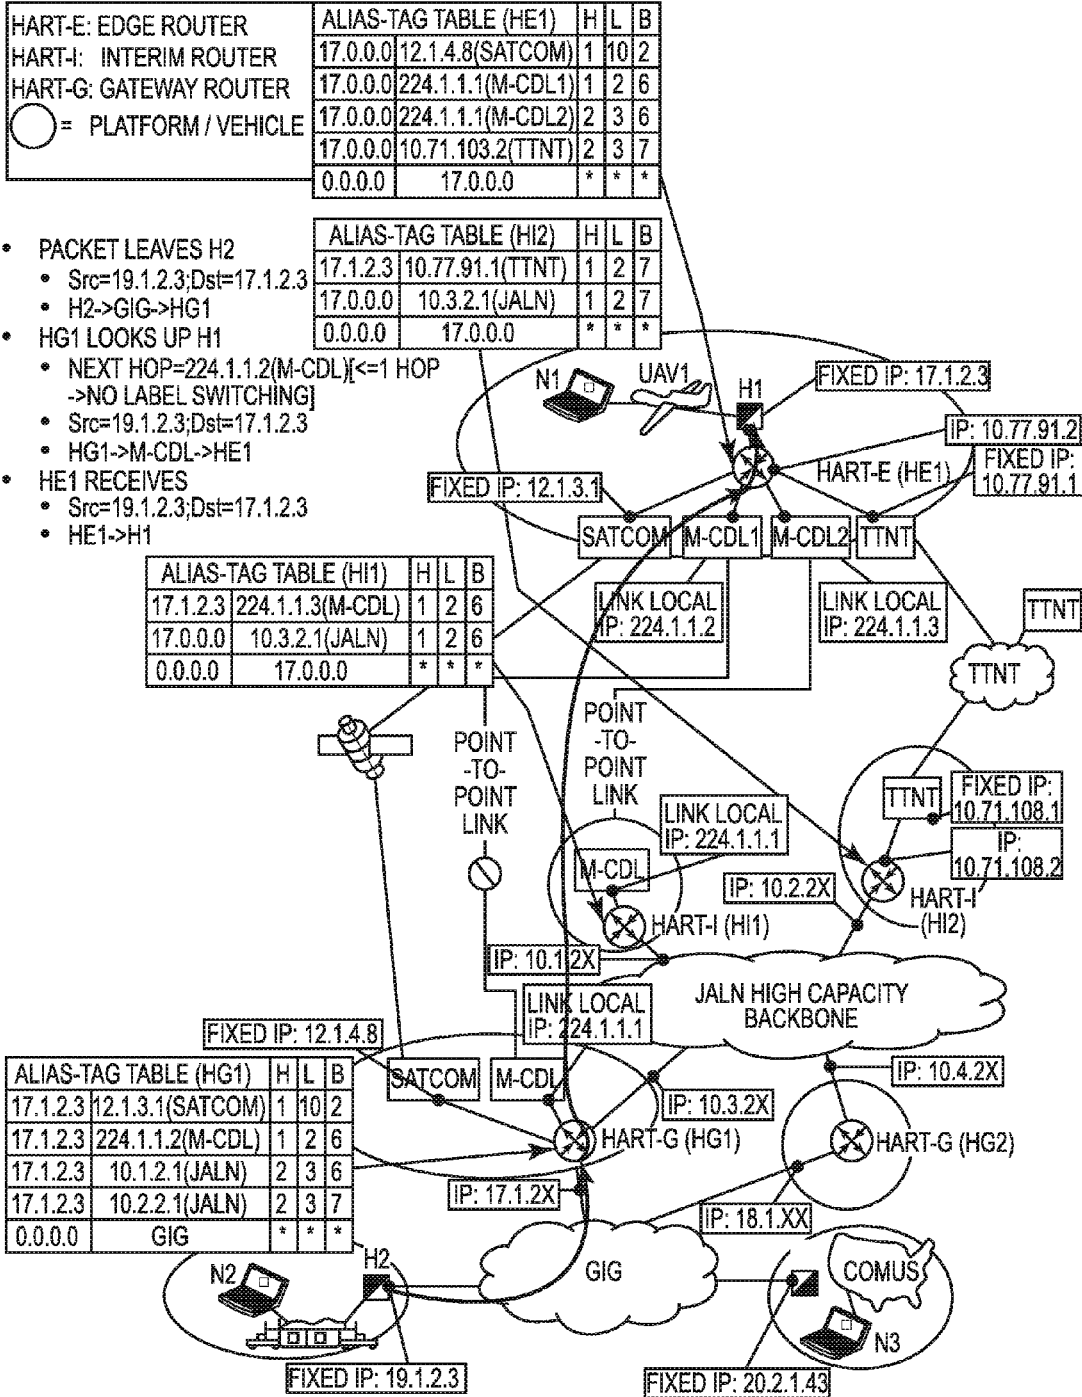 HART-E: EDGE ROUTER
HART-I: INTERIM ROUTER
HART-G: GATEWAY ROUTER
= PLATFORM / VEHICLE
ALIAS-TAG TABLE (HE1) H L B
17.0.0.0 12.1.4.8(SATCOM) 1 10 2
17.0.0.0 224.1.1.1(M-CDL1) 1 2 6
17.0.0.0 224.1.1.1(M-CDL2) 2 3 6
17.0.0.0 10.71.103.2(TTNT) 2 3 7
0.0.0.0 17.0.0.0 * * *
ALIAS-TAG TABLE (HI2) H L B
17.1.2.3 10.77.91.1(TTNT) 1 2 7
17.0.0.0 10.3.2.1(JALN) 1 2 7
0.0.0.0 17.0.0.0 * * *
• PACKET LEAVES H2
• Src=19.1.2.3;Dst=17.1.2.3
• H2->GIG->HG1
• HG1 LOOKS UP H1
• NEXT HOP=224.1.1.2(M-CDL)[<=1 HOP
->NO LABEL SWITCHING]
• Src=19.1.2.3;Dst=17.1.2.3
• HG1->M-CDL->HE1
• HE1 RECEIVES
• Src=19.1.2.3;Dst=17.1.2.3
• HE1->H1
N1
UAV1
H1
FIXED IP: 17.1.2.3
IP: 10.77.91.2
HART-E (HE1)
FIXED IP:
10.77.91.1
FIXED IP: 12.1.3.1
SATCOM
M-CDL1
M-CDL2
TTNT
ALIAS-TAG TABLE (HI1) H L B
17.1.2.3 224.1.1.3(M-CDL) 1 2 6
17.0.0.0 10.3.2.1(JALN) 1 2 6
0.0.0.0 17.0.0.0 * * *
LINK LOCAL
IP: 224.1.1.2
LINK LOCAL
IP: 224.1.1.3
TTNT
TTNT
POINT
-TO-
POINT
LINK
POINT
-TO-
POINT
LINK
LINK LOCAL
IP: 224.1.1.1
TTNT
FIXED IP:
10.71.108.1
IP:
10.71.108.2
M-CDL
HART-I (HI1)
IP: 10.2.2X
HART-I
(HI2)
IP: 10.1.2X
JALN HIGH CAPACITY
BACKBONE
LINK LOCAL
IP: 224.1.1.1
FIXED IP: 12.1.4.8
SATCOM
M-CDL
IP: 10.3.2X
IP: 10.4.2X
HART-G (HG1)
HART-G (HG2)
ALIAS-TAG TABLE (HG1) H L B
17.1.2.3 12.1.3.1(SATCOM) 1 10 2
17.1.2.3 224.1.1.2(M-CDL) 1 2 6
17.1.2.3 10.1.2.1(JALN) 2 3 6
17.1.2.3 10.2.2.1(JALN) 2 3 7
0.0.0.0 GIG * * *
IP: 17.1.2X
IP: 18.1.XX
H2
N2
GIG
COMUS
N3
FIXED IP: 19.1.2.3
FIXED IP: 20.2.1.43